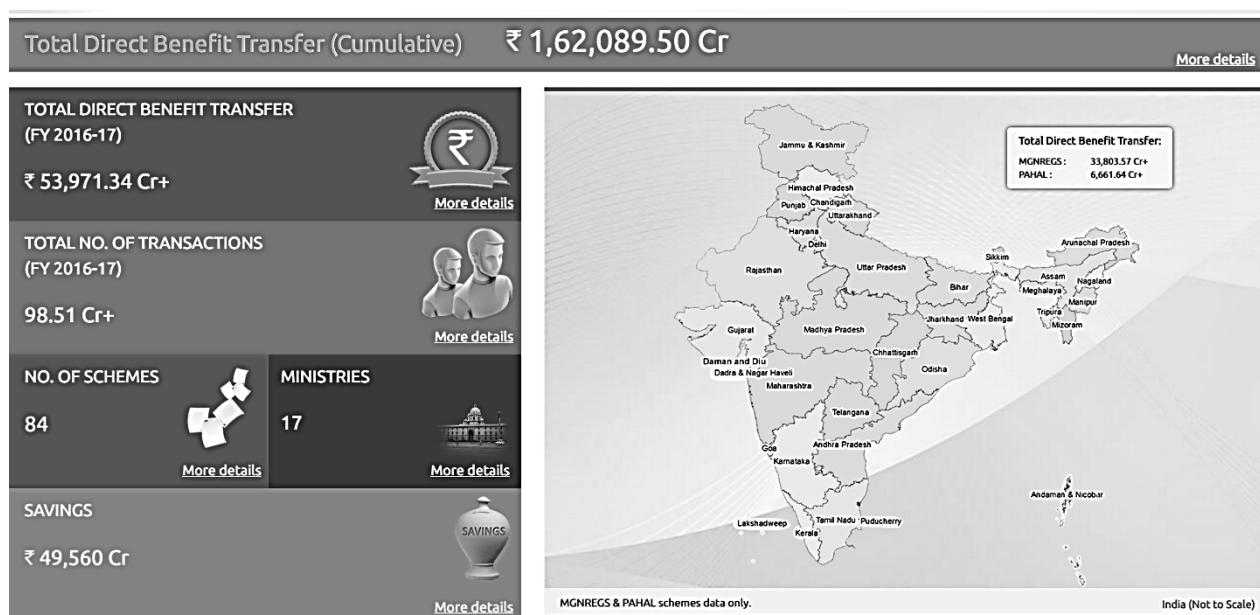 Total Direct Benefit Transfer (Cumulative) ₹ 1,62,089.50 Cr
More details
TOTAL DIRECT BENEFIT TRANSFER
(FY 2016-17)
₹ 53,971.34 Cr+
More details
TOTAL NO. OF TRANSACTIONS
(FY 2016-17)
98.51 Cr+
More details
NO. OF SCHEMES
84
More details
MINISTRIES
17
More details
SAVINGS
₹ 49,560 Cr
SAVINGS
More details
Total Direct Benefit Transfer:
MGNREGS : 33,803.57 Cr+
PAHAL : 6,661.64 Cr+
Jammu & Kashmir
Himachal Pradesh
Punjab Chandigarh
Uttarakhand
Haryana
Delhi
Arunachal Pradesh
Sikkim
Rajasthan
Uttar Pradesh
Assam
Nagaland
Bihar
Meghalaya
Manipur
Tripura
Jharkhand West Bengal
Mizoram
Gujarat
Madhya Pradesh
Chhattisgarh
Daman and Diu
Odisha
Dadra & Nagar Haveli
Maharashtra
Telangana
Andhra Pradesh
Goa
Karnataka
Andaman & Nicobar
Lakshadweep
Tamil Nadu Puducherry
Kerala
MGNREGS & PAHAL schemes data only.
India (Not to Scale)